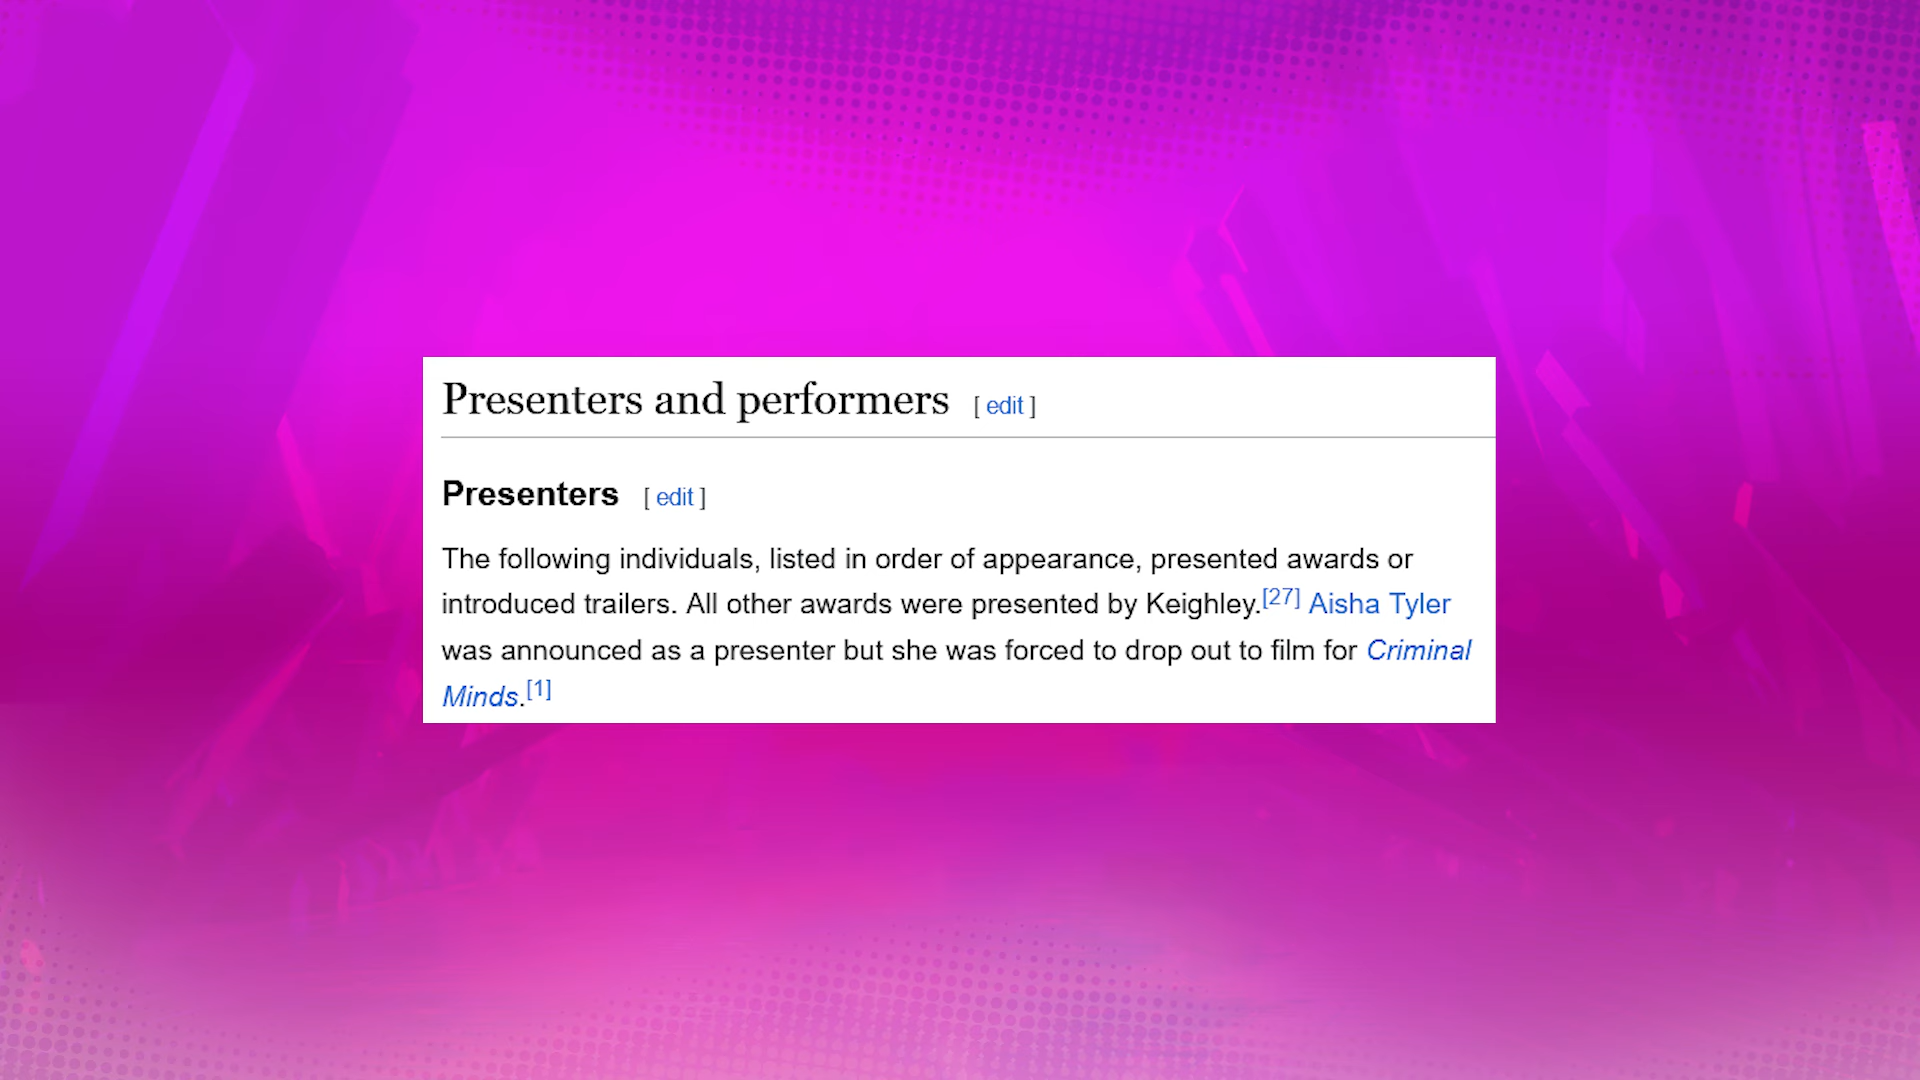 Presenters and performers [ edit ]
Presenters [ edit ]
The following individuals, listed in order of appearance, presented awards or
introduced trailers. All other awards were presented by Keighley.[27] Aisha Tyler
was announced as a presenter but she was forced to drop out to film for Criminal
Minds.[1]